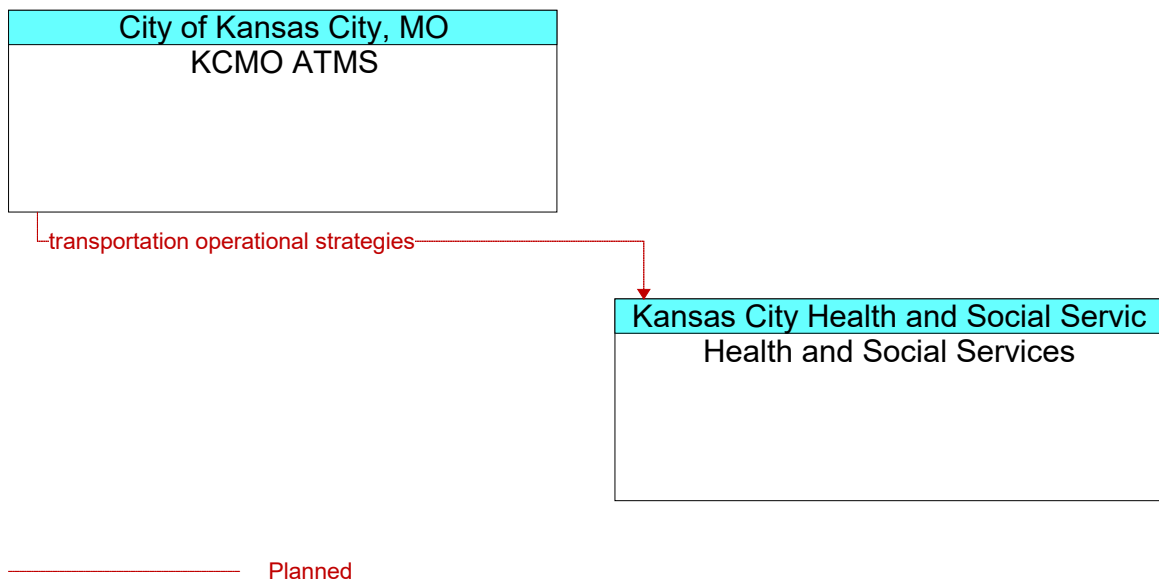 City of Kansas City, MO
KCMO ATMS
transportation operational strategies
Kansas City Health and Social Servic
Health and Social Services
Planned